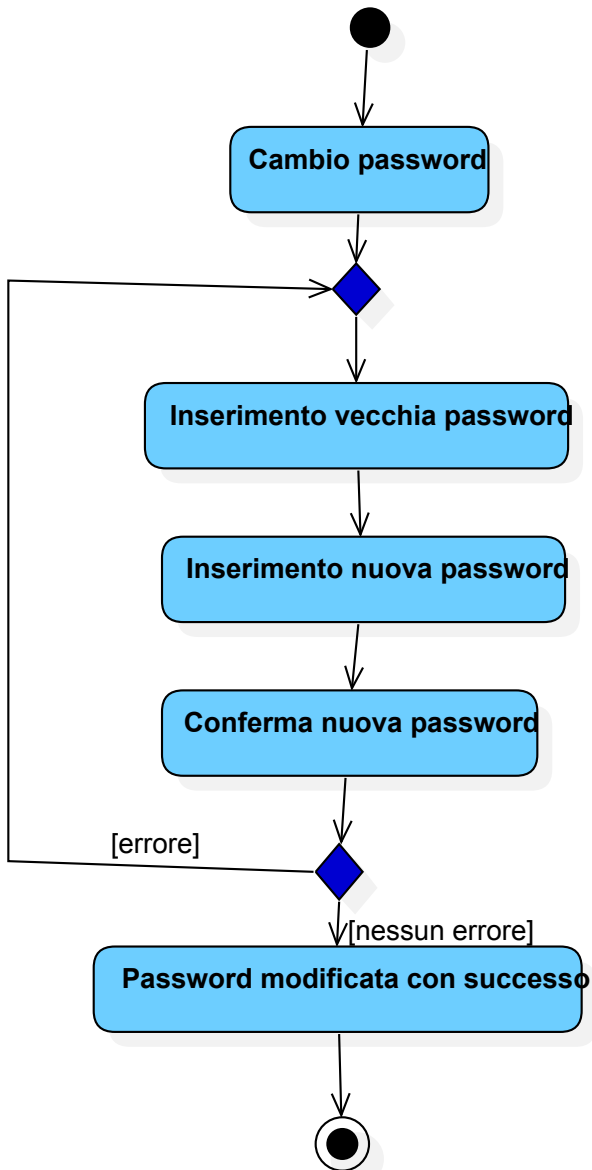 Cambio password
Inserimento vecchia password
Inserimento nuova password
Conferma nuova password
[errore]
[nessun errore]
Password modificata con successo